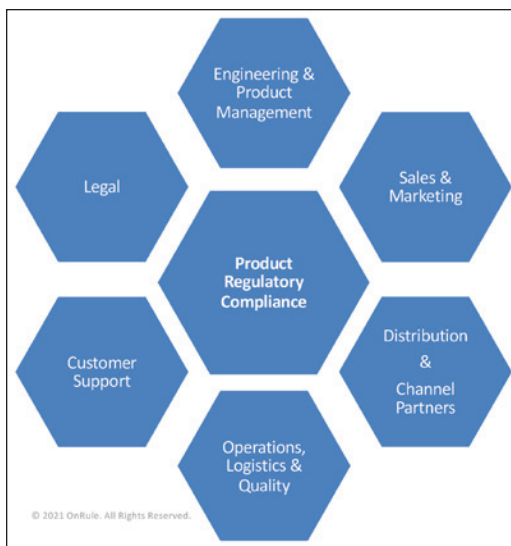 Engineering &
Product
Management
Legal
Sales &
Marketing
Product
Regulatory
Compliance
Customer
Support
Distribution
&
Channel
Partners
Operations,
Logistics &
Quality
© 2021 OnRule. All Rights Reserved.